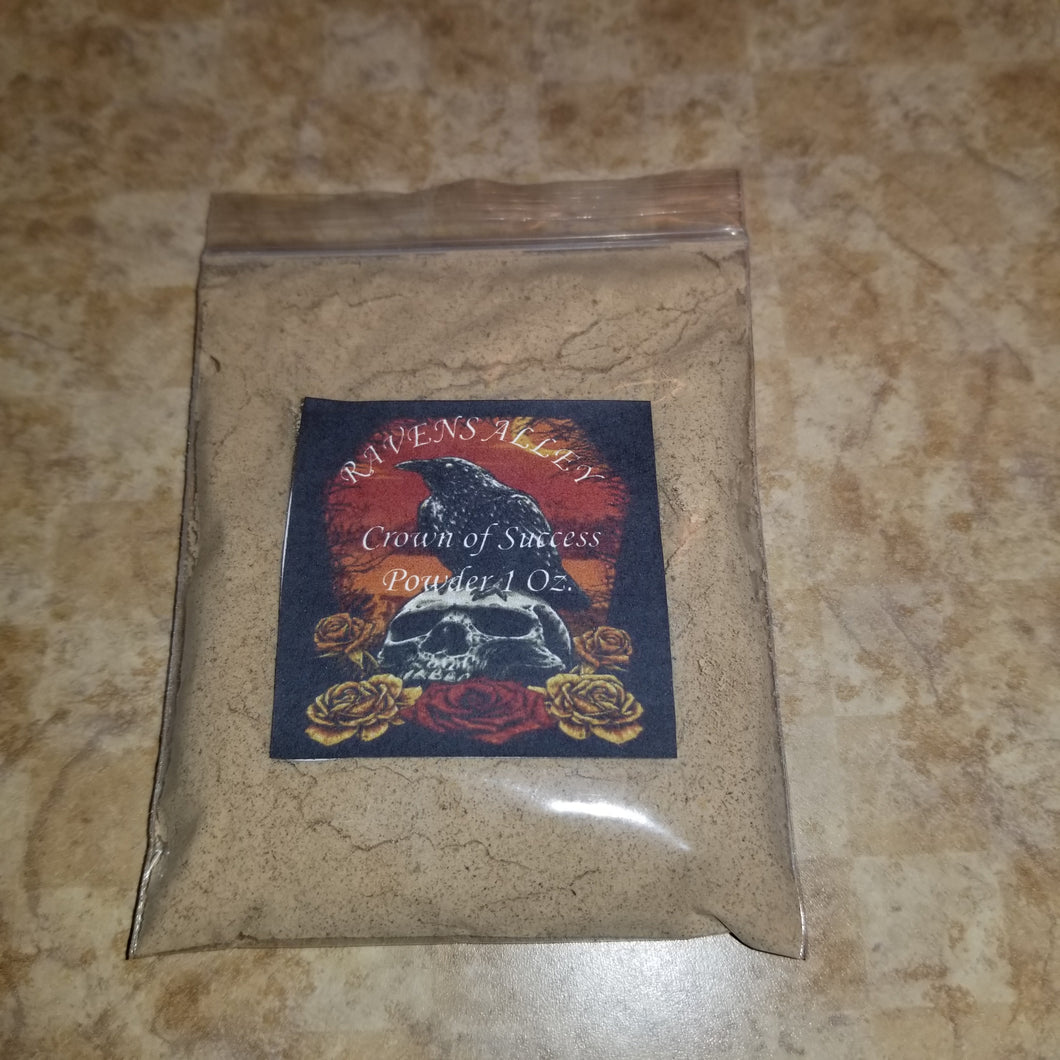 RAVENS ALLEY
Crown of Success
Powder 1 Oz.